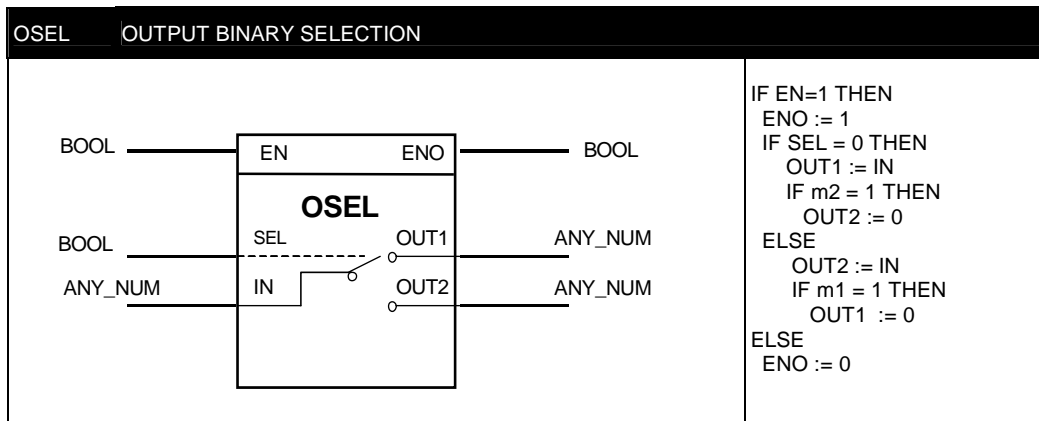 OSEL OUTPUT BINARY SELECTION
BOOL EN ENO BOOL
OSEL
BOOL SEL OUT1 ANY_NUM
ANY_NUM IN OUT2 ANY_NUM
IF EN=1 THEN
ENO := 1
IF SEL = 0 THEN
OUT1 := IN
IF m2 = 1 THEN
OUT2 := 0
ELSE
OUT2 := IN
IF m1 = 1 THEN
OUT1 := 0
ELSE
ENO := 0